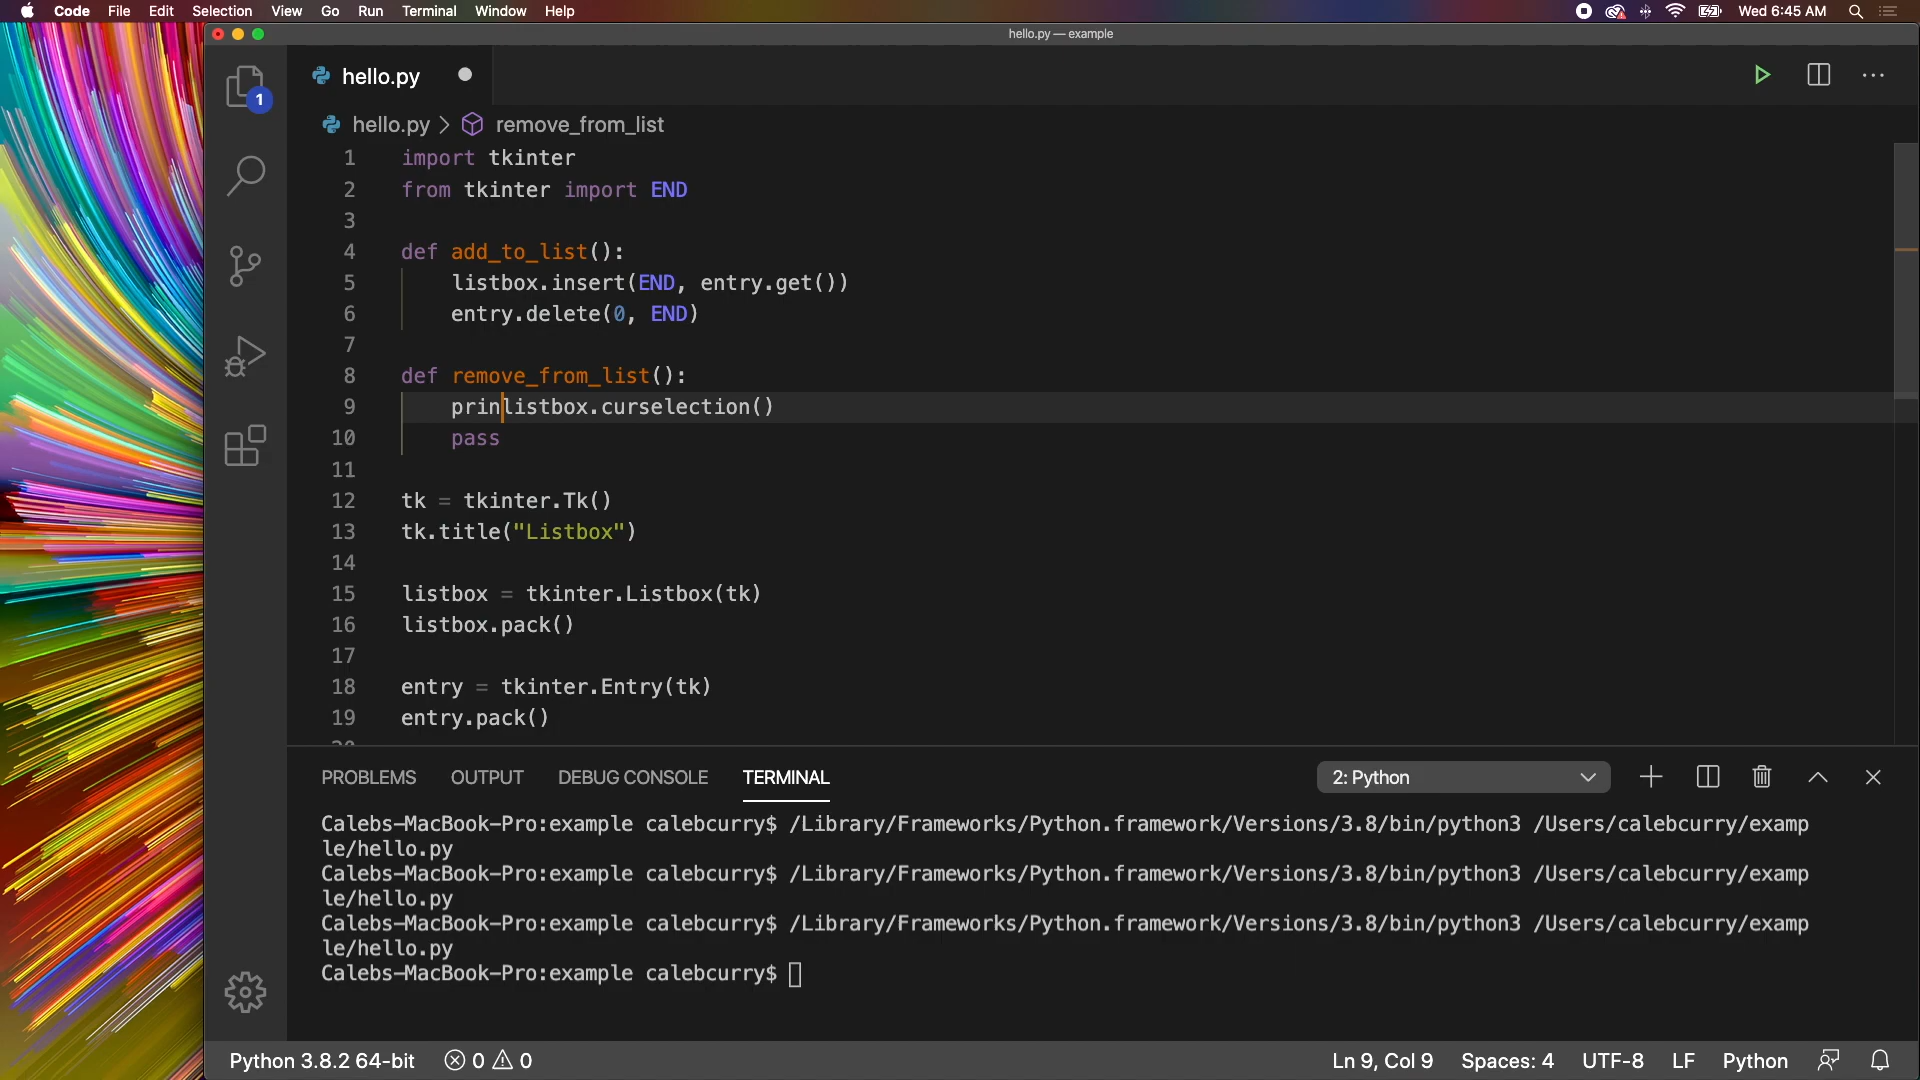 Code File Edit Selection View Go Run Terminal Window Help Wed 6:45 AM
hello.py — example
hello.py
1
hello.py > remove_from_list
1 import tkinter
2 from tkinter import END
3
4 def add_to_list():
5 listbox.insert(END, entry.get())
6 entry.delete(0, END)
7
8 def remove_from_list():
9 prinlistbox.curselection()
10 pass
11
12 tk = tkinter.Tk()
13 tk.title("Listbox")
14
15 listbox = tkinter.Listbox(tk)
16 listbox.pack()
17
18 entry = tkinter.Entry(tk)
19 entry.pack()
20
PROBLEMS OUTPUT DEBUG CONSOLE TERMINAL 2: Python
Calebs-MacBook-Pro:example calebcurry$ /Library/Frameworks/Python.framework/Versions/3.8/bin/python3 /Users/calebcurry/examp
le/hello.py
Calebs-MacBook-Pro:example calebcurry$ /Library/Frameworks/Python.framework/Versions/3.8/bin/python3 /Users/calebcurry/examp
le/hello.py
Calebs-MacBook-Pro:example calebcurry$ /Library/Frameworks/Python.framework/Versions/3.8/bin/python3 /Users/calebcurry/examp
le/hello.py
Calebs-MacBook-Pro:example calebcurry$
Python 3.8.2 64-bit 0 0 Ln 9, Col 9 Spaces: 4 UTF-8 LF Python